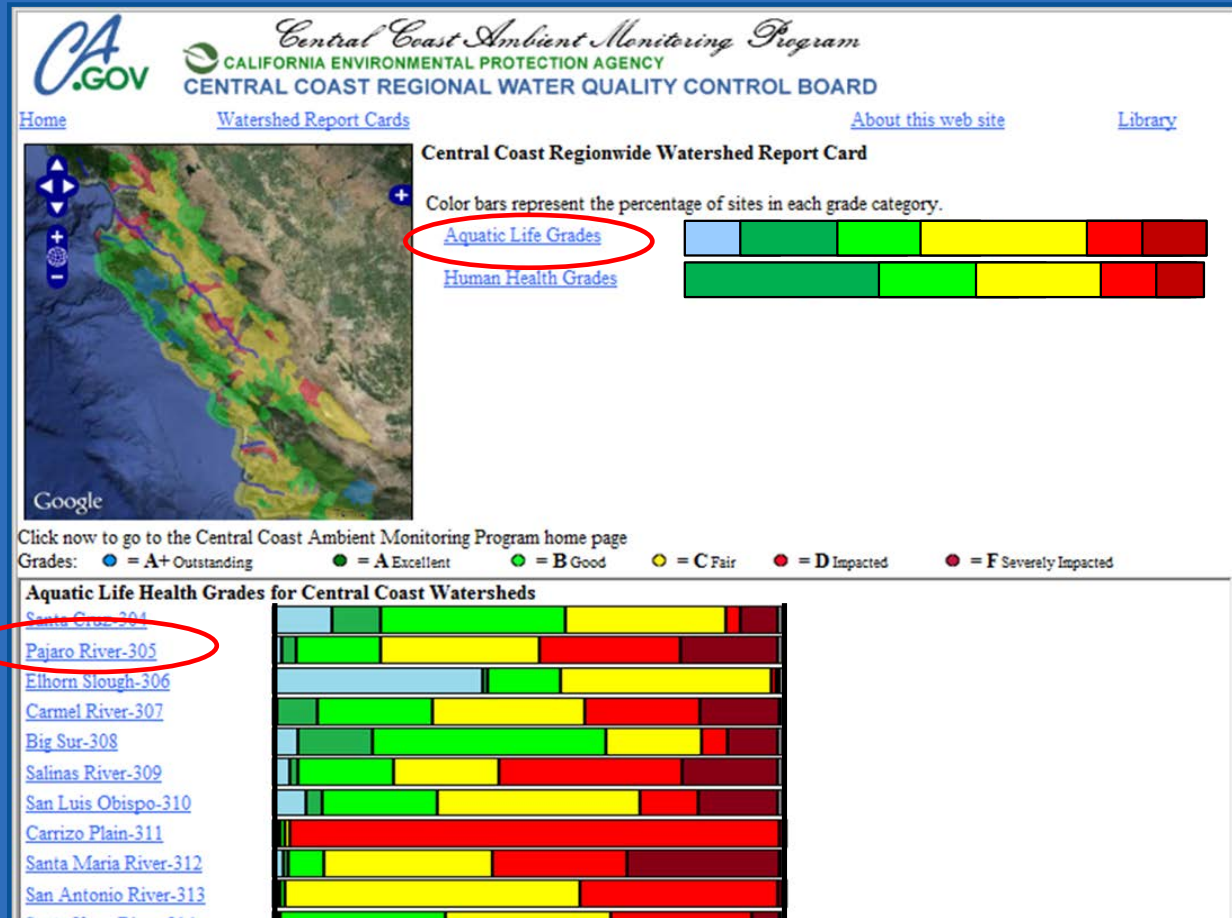 CA.GOV
Central Coast Ambient Monitoring Program
CALIFORNIA ENVIRONMENTAL PROTECTION AGENCY
CENTRAL COAST REGIONAL WATER QUALITY CONTROL BOARD
Home Watershed Report Cards About this web site Library
Central Coast Regionwide Watershed Report Card
Color bars represent the percentage of sites in each grade category.
Aquatic Life Grades
Human Health Grades
Google
Click now to go to the Central Coast Ambient Monitoring Program home page
Grades: = A+ Outstanding = A Excellent = B Good = C Fair = D Impacted = F Severely Impacted
Aquatic Life Health Grades for Central Coast Watersheds
Santa Cruz-304
Pajaro River-305
Elhorn Slough-306
Carmel River-307
Big Sur-308
Salinas River-309
San Luis Obispo-310
Carrizo Plain-311
Santa Maria River-312
San Antonio River-313